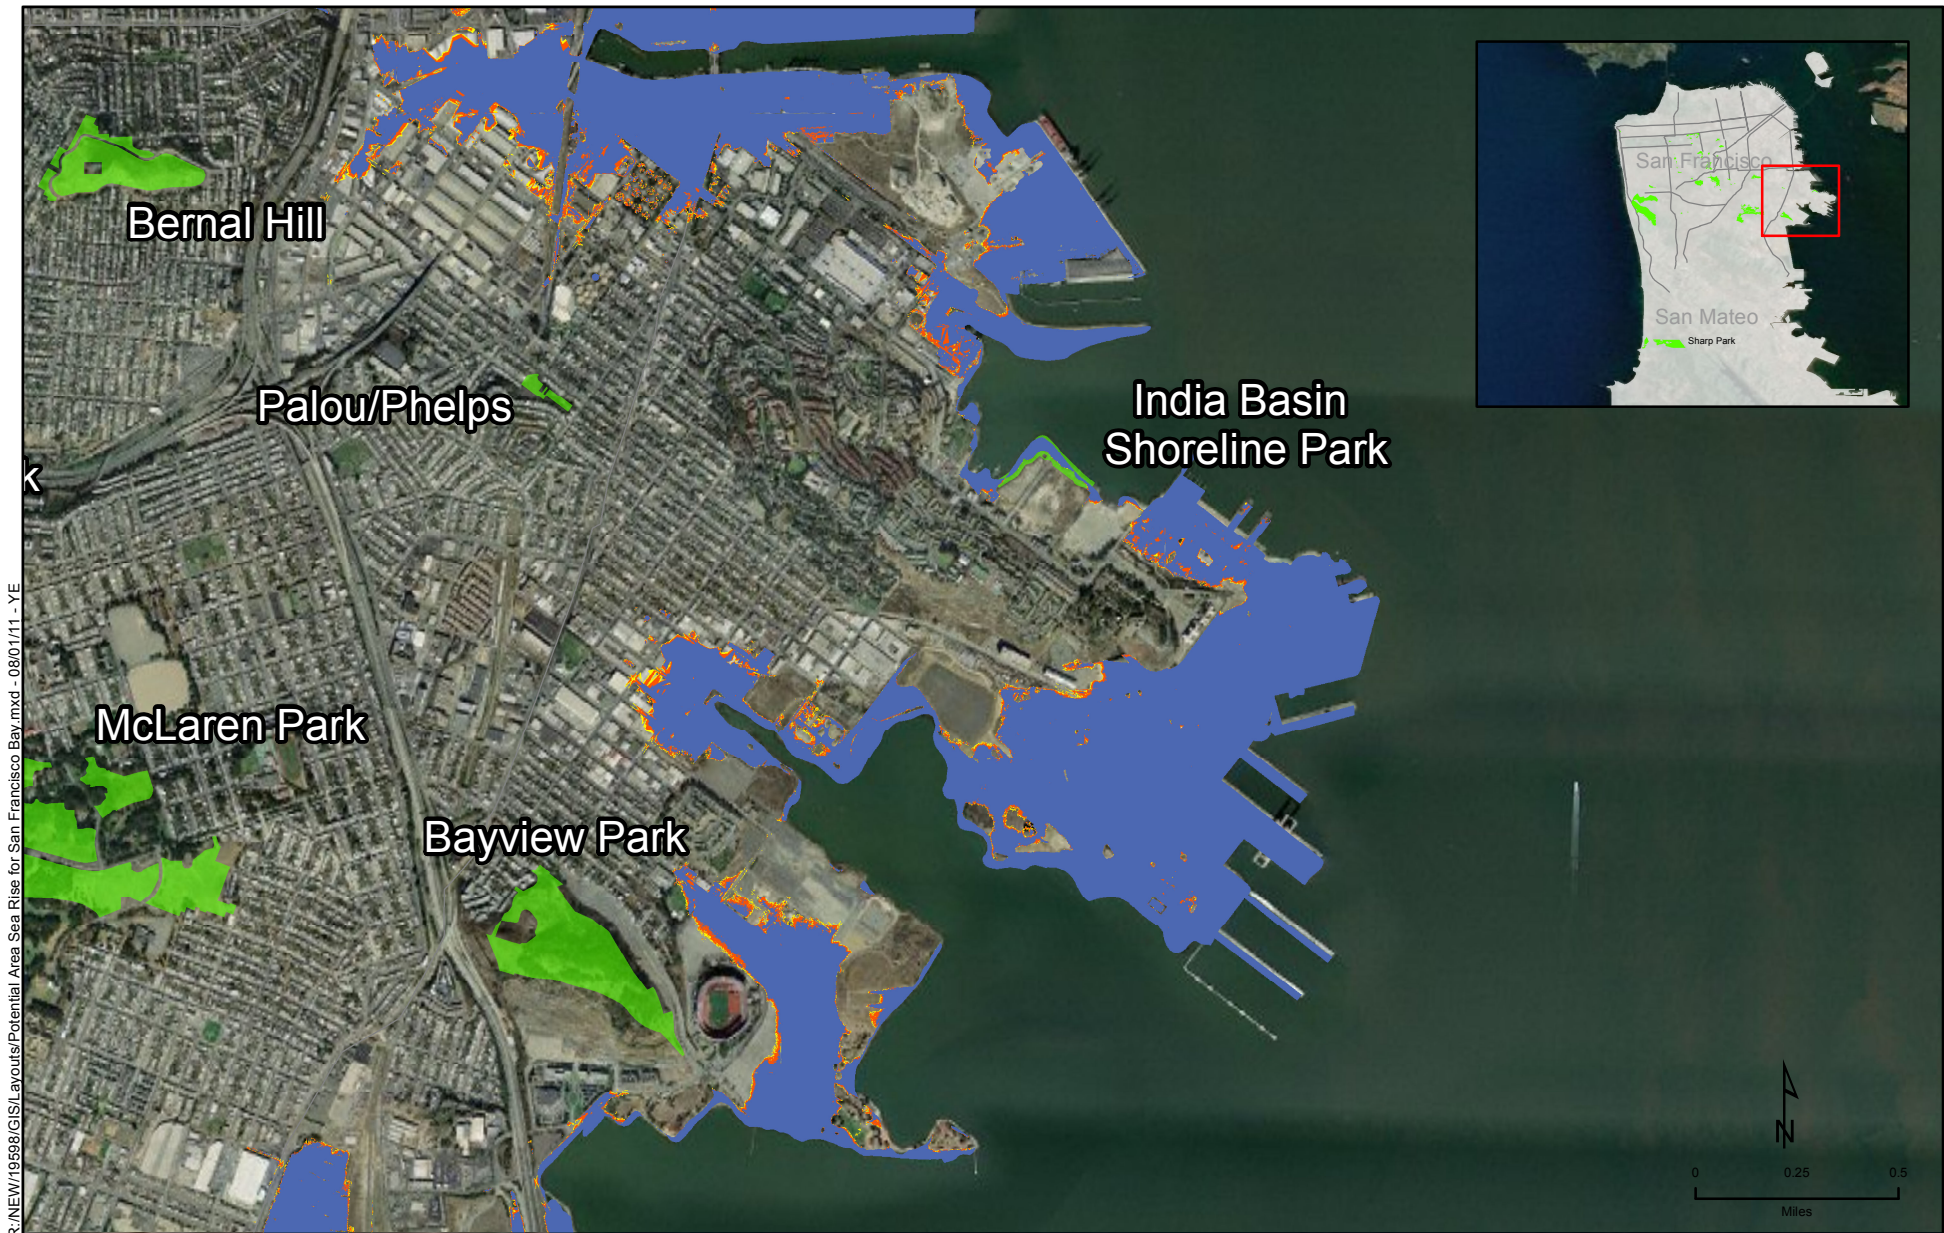 San Francisco
San Mateo
Sharp Park
Bernal Hill
Palou/Phelps
India Basin
Shoreline Park
k
McLaren Park
Bayview Park
N
0 0.25 0.5
Miles
R:/NEW/19598/GIS/Layouts/Potential Area Sea Rise for San Francisco Bay.mxd - 08/01/11 - YE